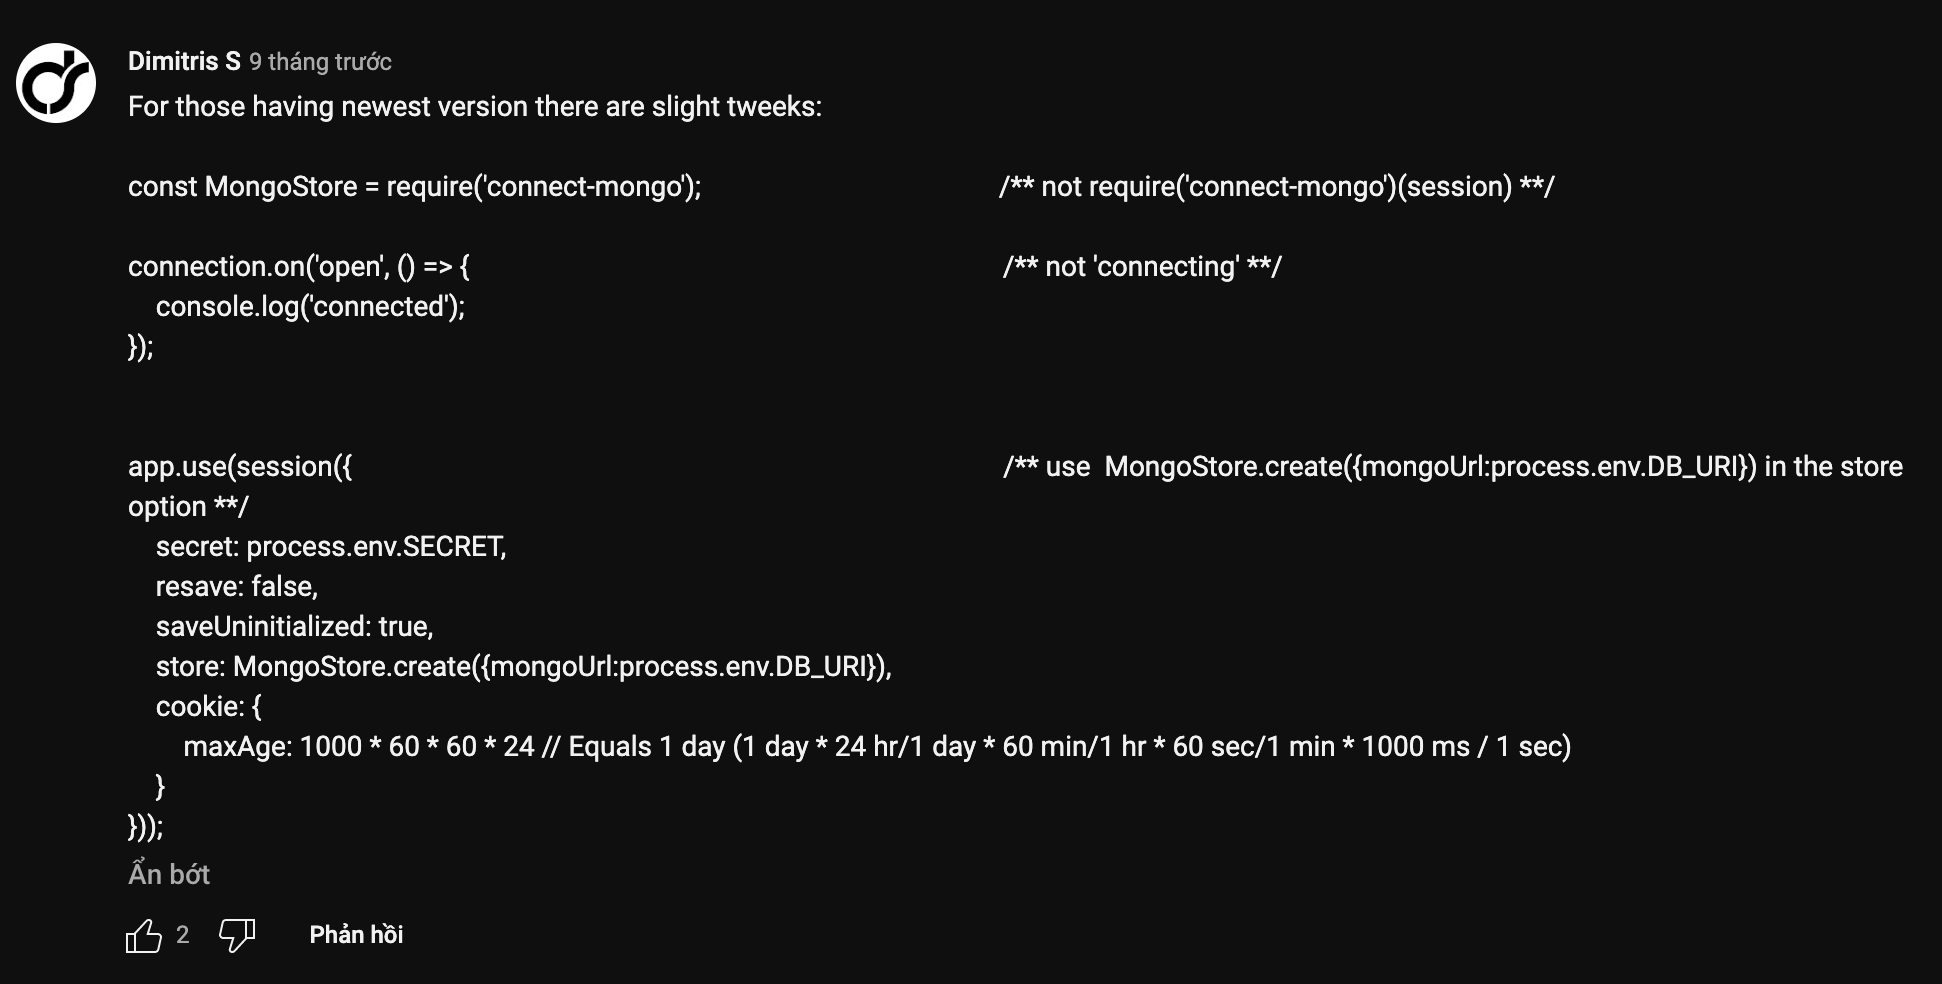 Dimitris S 9 tháng trước
For those having newest version there are slight tweeks:
const MongoStore = require('connect-mongo'); /** not require('connect-mongo')(session) **/
connection.on('open', () => { /** not 'connecting' **/
console.log('connected');
});
app.use(session({ /** use  MongoStore.create({mongoUrl:process.env.DB_URI}) in the store
option **/
secret: process.env.SECRET,
resave: false,
saveUninitialized: true,
store: MongoStore.create({mongoUrl:process.env.DB_URI}),
cookie: {
maxAge: 1000 * 60 * 60 * 24 // Equals 1 day (1 day * 24 hr/1 day * 60 min/1 hr * 60 sec/1 min * 1000 ms / 1 sec)
}
}));
Ẩn bớt
2 Phản hồi